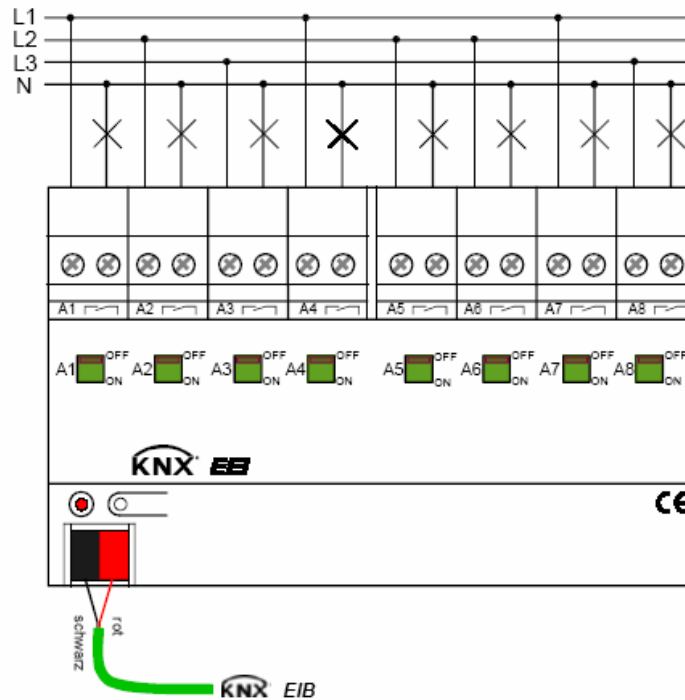 L1
L2
L3
N
A1 A2 A3 A4 A5 A6 A7 A8
A1 OFF ON A2 OFF ON A3 OFF ON A4 OFF ON A5 OFF ON A6 OFF ON A7 OFF ON A8 OFF ON
KNX EIB
CE
schwarz rot
KNX EIB